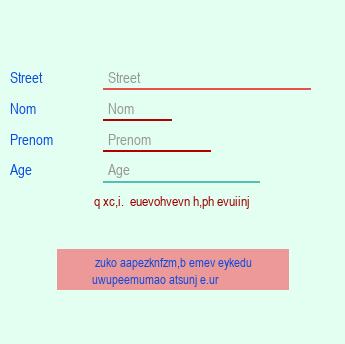 Street Street
Nom Nom
Prenom Prenom
Age Age
q xc,i. euevohvevn h,ph evuiinj
zuko aapezknfzm,b emev eykedu
uwupeemumao atsunj e.ur